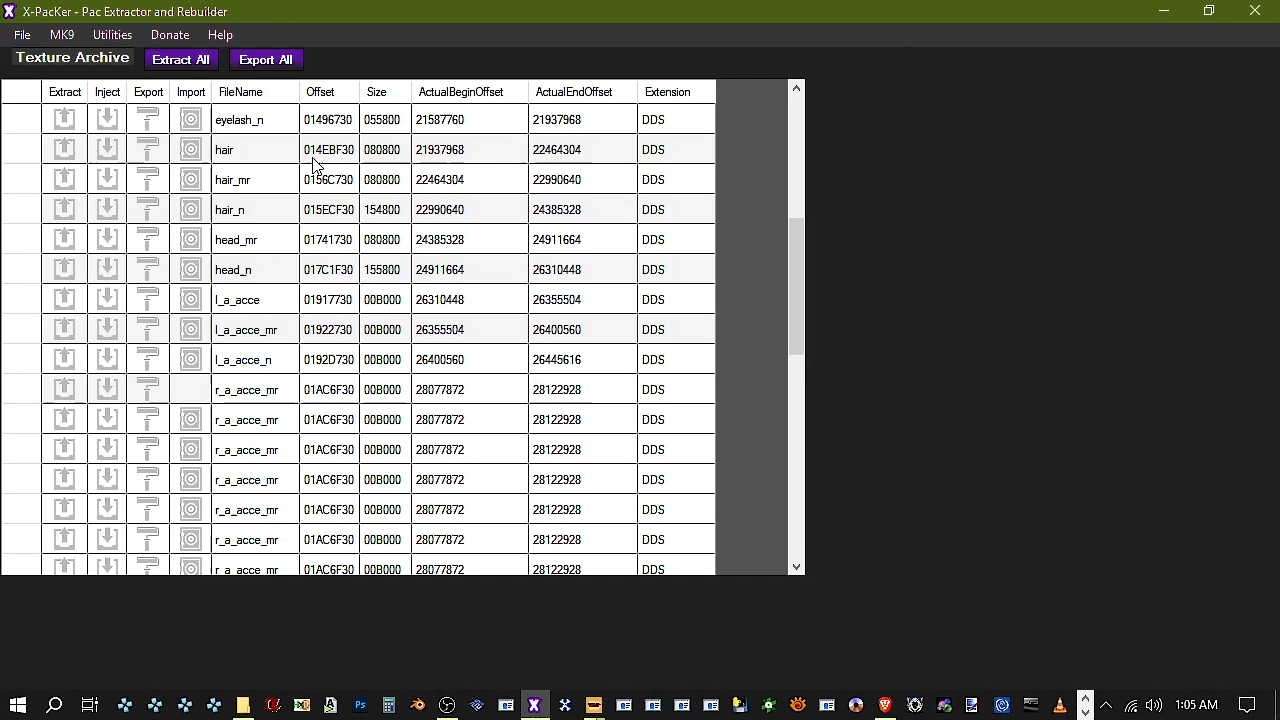 X-PacKer - Pac Extractor and Rebuilder
File MK9 Utilities Donate Help
Texture Archive Extract All Export All
Extract Inject Export Import FileName Offset Size ActualBeginOffset ActualEndOffset Extension
eyelash_n 01496730 055800 21587760 21937968 DDS
hair 014EBF30 080800 21937968 22464304 DDS
hair_mr 0156C730 080800 22464304 22990640 DDS
hair_n 015ECF30 154800 22990640 24385328 DDS
head_mr 01741730 080800 24385328 24911664 DDS
head_n 017C1F30 155800 24911664 26310448 DDS
l_a_acce 01917730 00B000 26310448 26355504 DDS
l_a_acce_mr 01922730 00B000 26355504 26400560 DDS
l_a_acce_n 0192D730 00B000 26400560 26445616 DDS
r_a_acce_mr 01AC6F30 00B000 28077872 28122928 DDS
r_a_acce_mr 01AC6F30 00B000 28077872 28122928 DDS
r_a_acce_mr 01AC6F30 00B000 28077872 28122928 DDS
r_a_acce_mr 01AC6F30 00B000 28077872 28122928 DDS
r_a_acce_mr 01AC6F30 00B000 28077872 28122928 DDS
r_a_acce_mr 01AC6F30 00B000 28077872 28122928 DDS
r_a_acce_mr 01AC6F30 00B000 28077872 28122928 DDS
1:05 AM